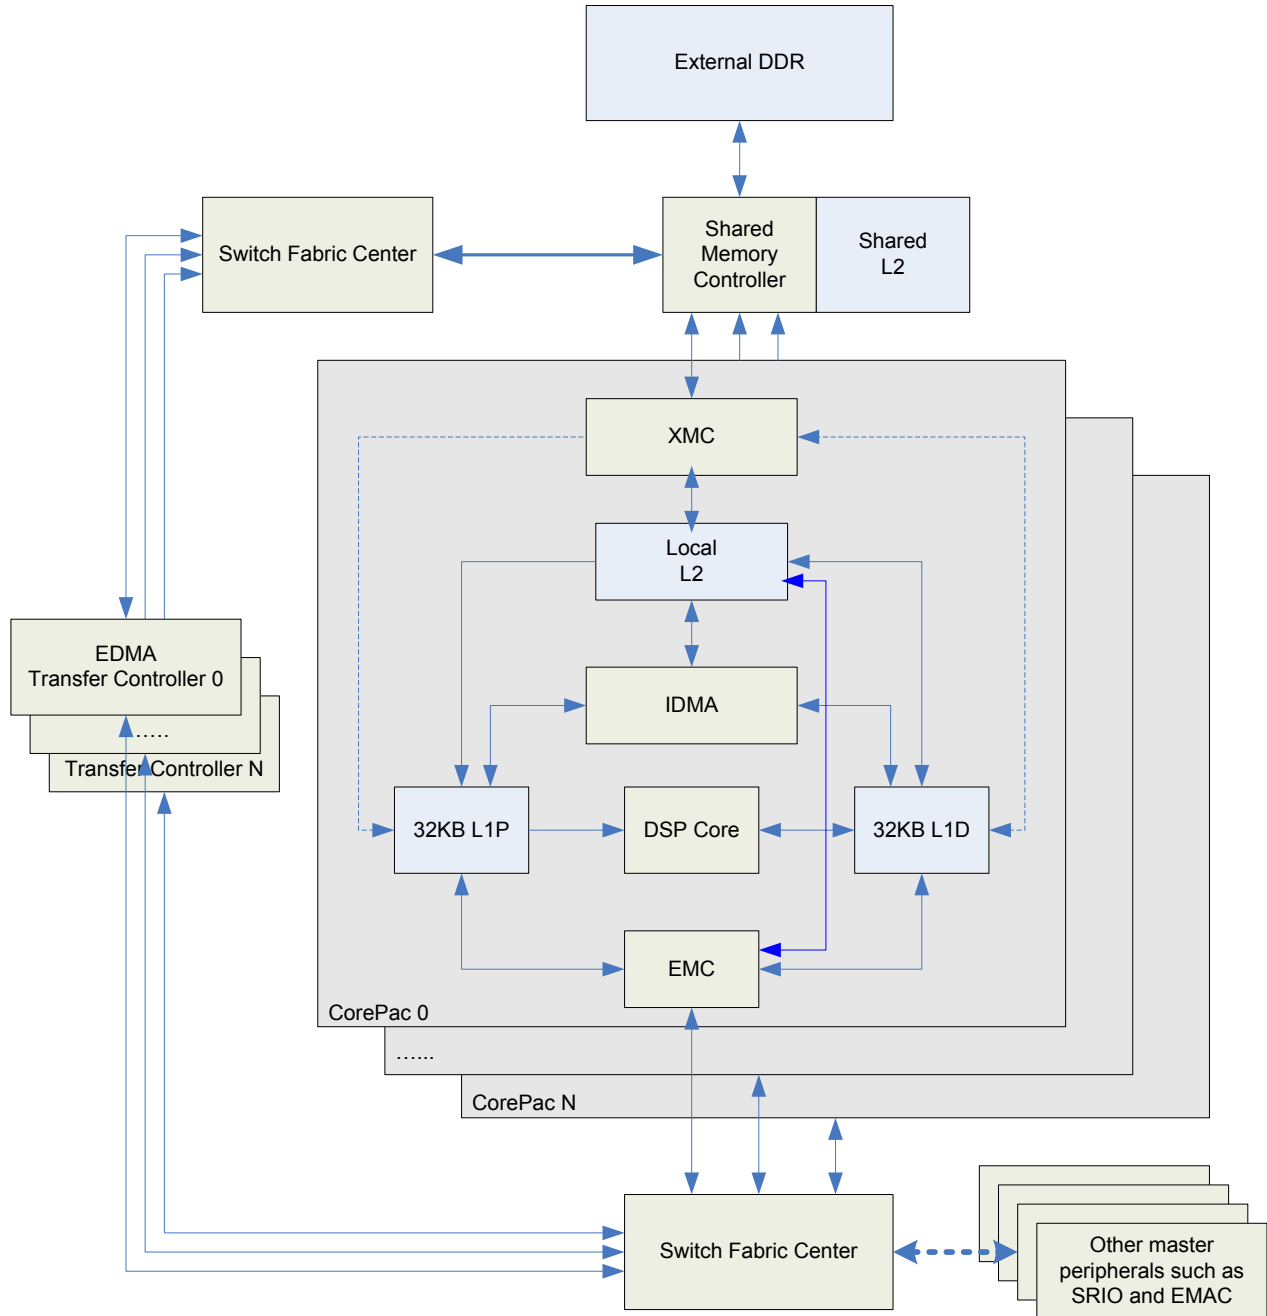 External DDR
Switch Fabric Center
Shared
Memory
Controller
Shared
L2
XMC
Local
L2
EDMA
Transfer Controller 0
.....
Transfer Controller N
IDMA
32KB L1P
DSP Core
32KB L1D
EMC
CorePac 0
......
CorePac N
Switch Fabric Center
Other master
peripherals such as
SRIO and EMAC